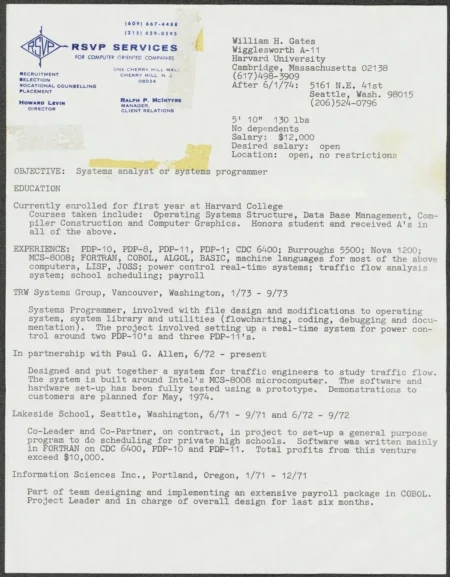 (609) 667-4488
(215) 629-0595
RSVP
RSVP SERVICES
FOR COMPUTER ORIENTED COMPANIES
ONE CHERRY HILL MALL
CHERRY HILL N.J.
08034
RECRUITMENT
SELECTION
VOCATIONAL COUNSELLING
PLACEMENT
HOWARD LEVIN
DIRECTOR
RALPH P. MCINTYRE
MANAGER,
CLIENT RELATIONS
William H. Gates
Wigglesworth A-11
Harvard University
Cambridge, Massachusetts 02138
(617)498-3909
After 6/1/74: 5161 N.E. 41st
Seattle, Wash. 98015
(206)524-0796
5' 10" 130 lbs
No dependents
Salary: $12,000
Desired salary: open
Location: open, no restrictions
OBJECTIVE: Systems analyst or systems programmer
EDUCATION
Currently enrolled for first year at Harvard College
Courses taken include: Operating Systems Structure, Data Base Management, Com-
piler Construction and Computer Graphics. Honors student and received A's in
all of the above.
EXPERIENCE: PDP-10, PDP-8, PDP-11, PDP-1; CDC 6400; Burroughs 5500; Nova 1200;
MCS-8008; FORTRAN, COBOL, ALGOL, BASIC, machine languages for most of the above
computers, LISP, JOSS; power control real-time systems; traffic flow analysis
system; school scheduling; payroll
TRW Systems Group, Vancouver, Washington, 1/73 - 9/73
Systems Programmer, involved with file design and modifications to operating
system, system library and utilities (flowcharting, coding, debugging and docu-
mentation). The project involved setting up a real-time system for power con-
trol around two PDP-10's and three PDP-11's.
In partnership with Paul G. Allen, 6/72 - present
Designed and put together a system for traffic engineers to study traffic flow.
The system is built around Intel's MCS-8008 microcomputer. The software and
hardware set-up has been fully tested using a prototype. Demonstrations to
customers are planned for May, 1974.
Lakeside School, Seattle, Washington, 6/71 - 9/71 and 6/72 - 9/72
Co-Leader and Co-Partner, on contract, in project to set-up a general purpose
program to do scheduling for private high schools. Software was written mainly
in FORTRAN on CDC 6400, PDP-10 and PDP-11. Total profits from this venture
exceed $10,000.
Information Sciences Inc., Portland, Oregon, 1/71 - 12/71
Part of team designing and implementing an extensive payroll package in COBOL.
Project Leader and in charge of overall design for last six months.